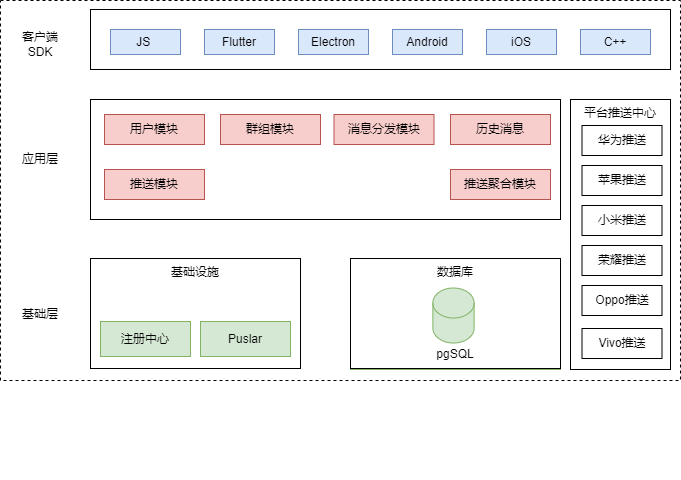 客户端
SDK
JS
Flutter
Electron
Android
iOS
C++
应用层
用户模块
群组模块
消息分发模块
历史消息
推送模块
推送聚合模块
平台推送中心
华为推送
苹果推送
小米推送
荣耀推送
Oppo推送
Vivo推送
基础层
基础设施
注册中心
Puslar
数据库
pgSQL